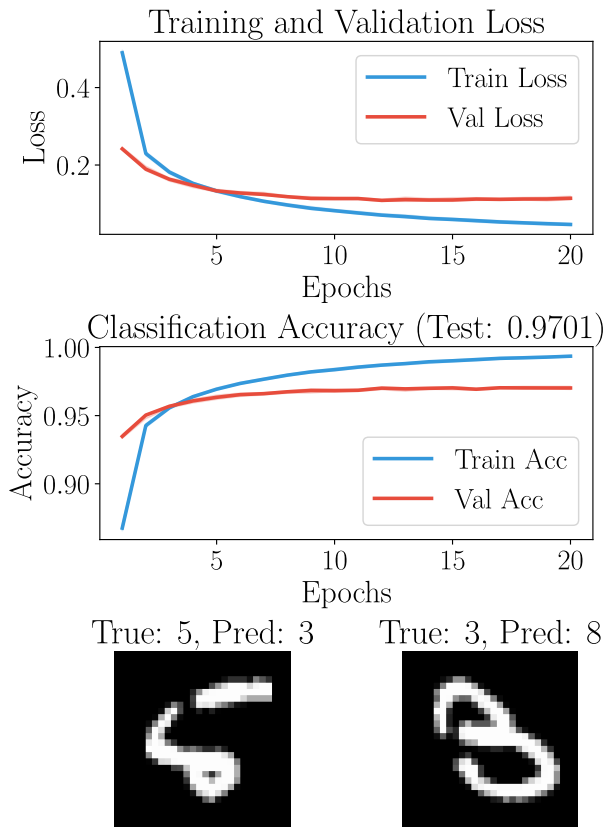 Training and Validation Loss
Loss
0.4
0.2
Train Loss
Val Loss
5 10 15 20
Epochs
Classification Accuracy (Test: 0.9701)
Accuracy
1.00
0.95
0.90
Train Acc
Val Acc
5 10 15 20
Epochs
True: 5, Pred: 3
True: 3, Pred: 8